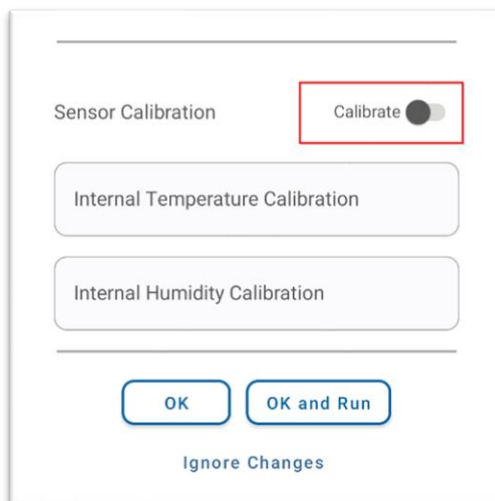 Sensor Calibration Calibrate
Internal Temperature Calibration
Internal Humidity Calibration
OK OK and Run
Ignore Changes